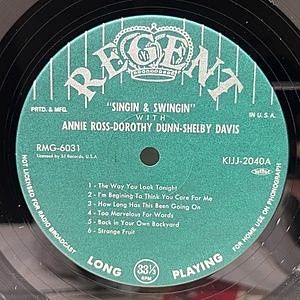 REGENT
PRTD. & MFG.
IN U.S.A.
"SINGIN & SWINGIN"
WITH
ANNIE ROSS-DOROTHY DUNN-SHELBY DAVIS
RMG-6031
KIJJ-2040A
Licensed by SJ Records, U.S.A
1 - The Way You Look Tonight
2 - I'm Begining To Think You Care For Me
3 - How Long Has This Been Going On
4 - Too Marvelous For Words
5 - Back in Your Own Backyard
6 - Strange Fruit
NOT LICENSED FOR RADIO BROADCAST
FOR HOME USE ON PHONOGRAPH
LONG 33⅓ PLAYING
RPM